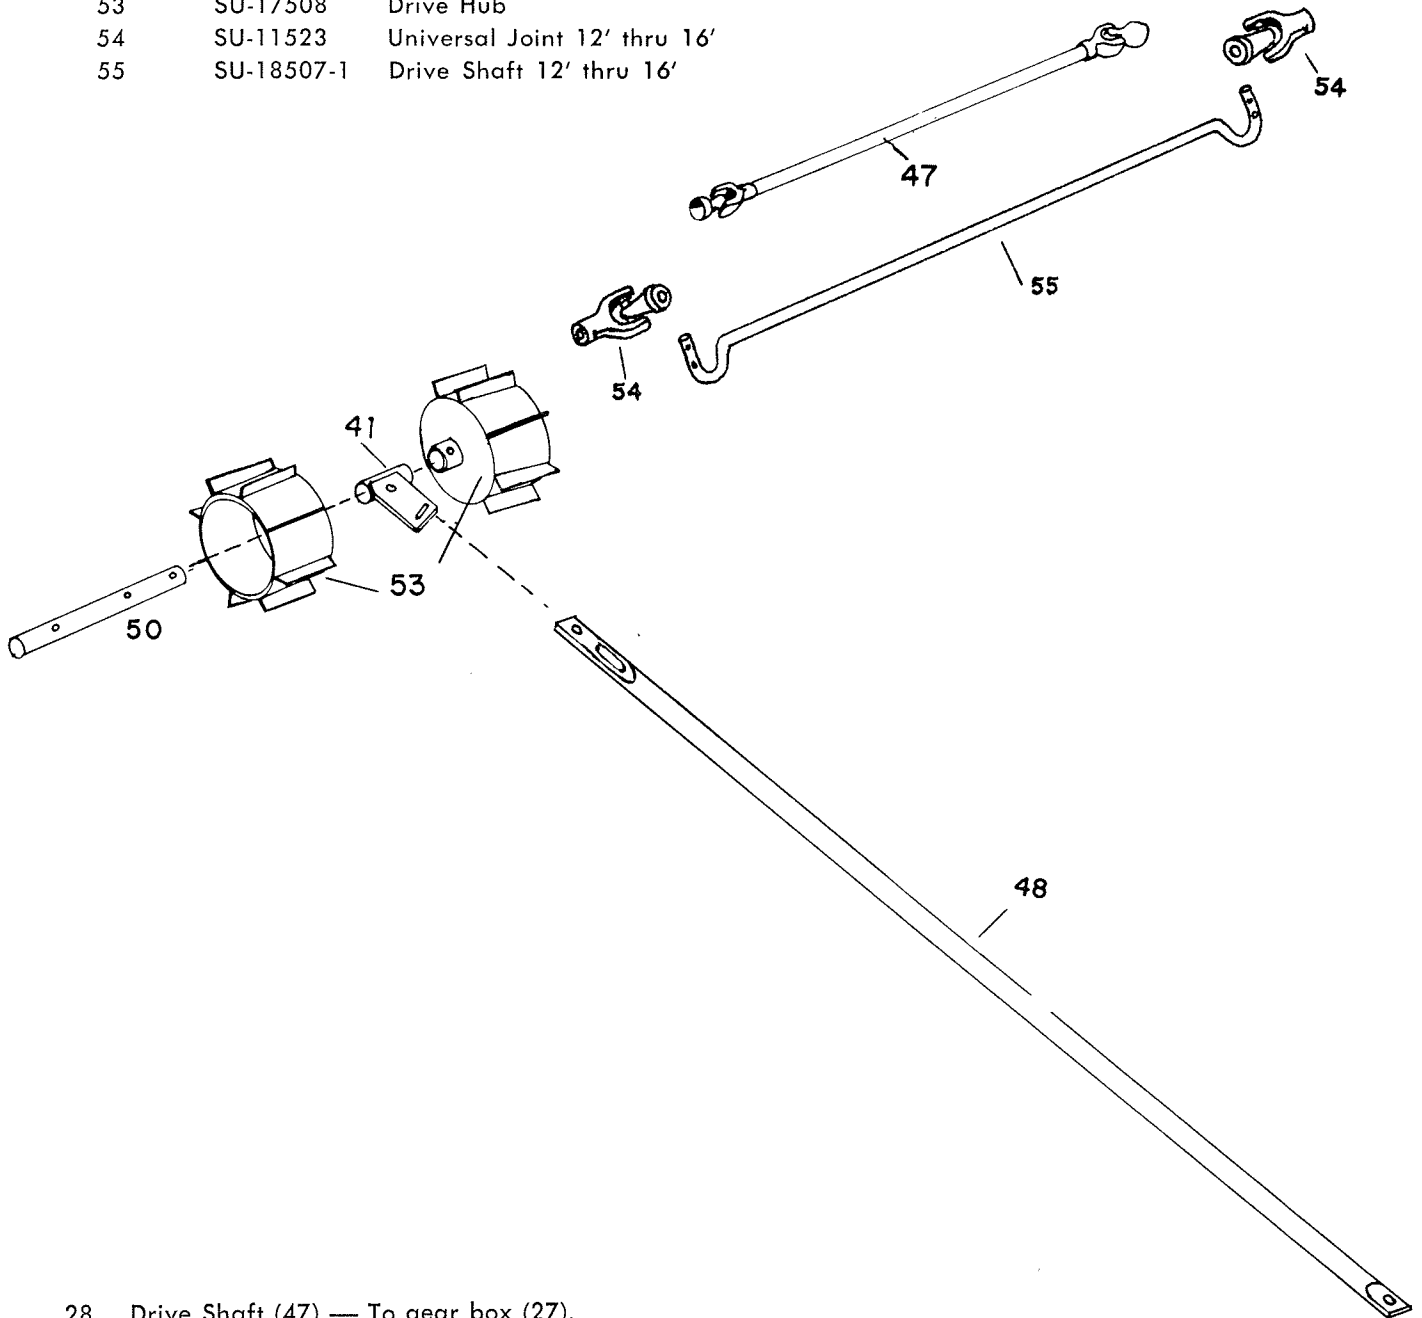 53 SU-17508 Drive Hub
54 SU-11523 Universal Joint 12' thru 16'
55 SU-18507-1 Drive Shaft 12' thru 16'
54
47
55
54
41
53
50
48
28 Drive Shaft (47) — To gear box (27).